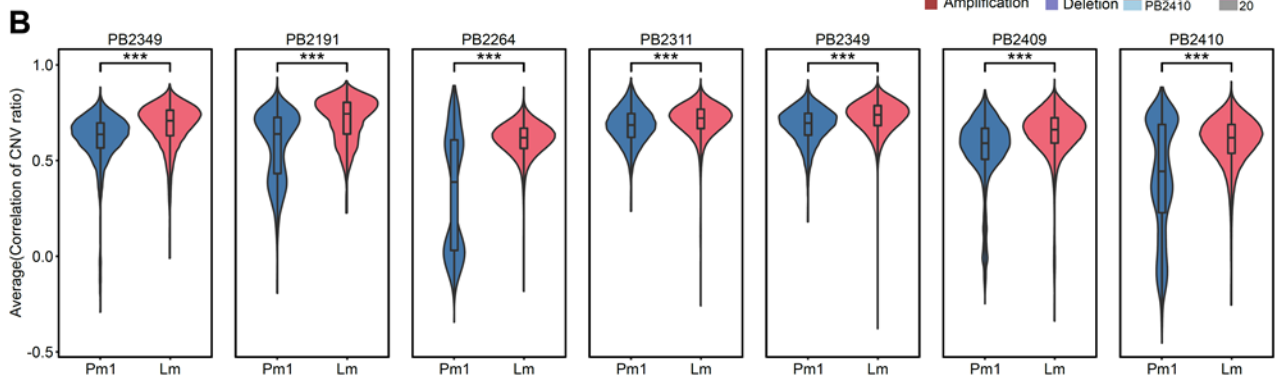 Amplification Deletion PB2410 20
B
PB2349 PB2191 PB2264 PB2311 PB2349 PB2409 PB2410
*** *** *** *** *** *** ***
Average(Correlation of CNV ratio)
1.0
0.5
0.0
-0.5
Pm1 Lm Pm1 Lm Pm1 Lm Pm1 Lm Pm1 Lm Pm1 Lm Pm1 Lm